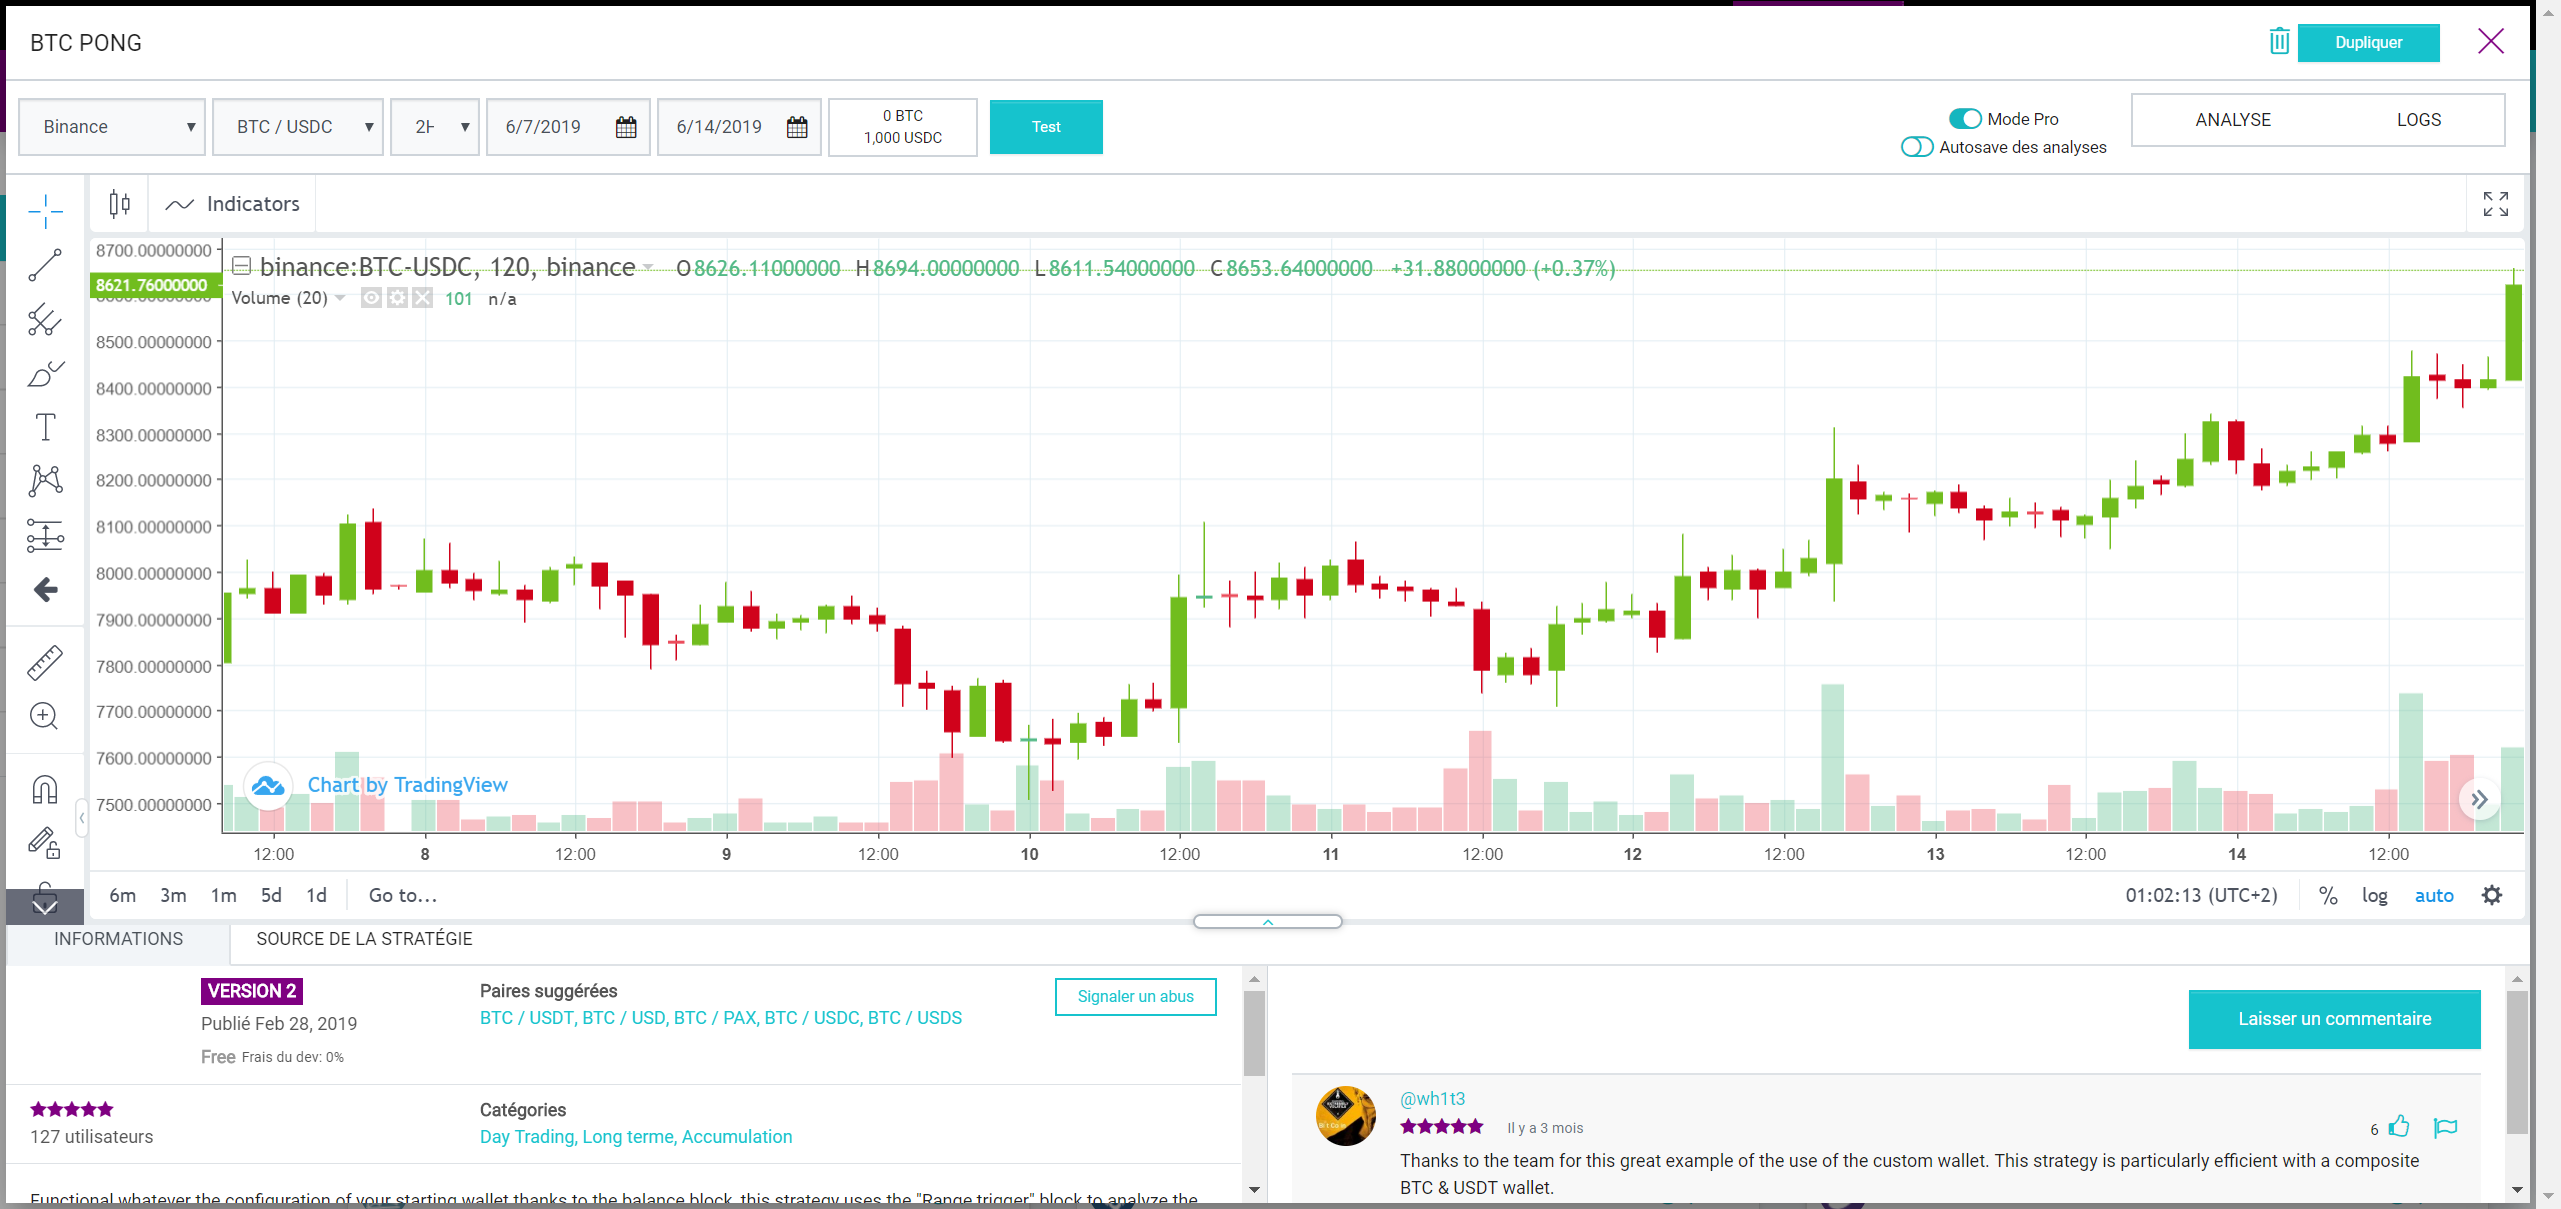 BTC PONG
Dupliquer
Binance
BTC / USDC
2H
6/7/2019
6/14/2019
0 BTC
1,000 USDC
Test
Mode Pro
Autosave des analyses
ANALYSE
LOGS
Indicators
binance:BTC-USDC, 120, binance O8626.11000000 H8694.00000000 L8611.54000000 C8653.64000000 +31.88000000 (+0.37%)
Volume (20) 101 n/a
8700.00000000
8621.76000000
8500.00000000
8400.00000000
8300.00000000
8200.00000000
8100.00000000
8000.00000000
7900.00000000
7800.00000000
7700.00000000
7600.00000000
7500.00000000
Chart by TradingView
12:00 8 12:00 9 12:00 10 12:00 11 12:00 12 12:00 13 12:00 14 12:00
6m 3m 1m 5d 1d Go to...
01:02:13 (UTC+2) % log auto
INFORMATIONS
SOURCE DE LA STRATÉGIE
VERSION 2
Publié Feb 28, 2019
Free Frais du dev: 0%
Paires suggérées
BTC / USDT, BTC / USD, BTC / PAX, BTC / USDC, BTC / USDS
Signaler un abus
127 utilisateurs
Catégories
Day Trading, Long terme, Accumulation
Functional whatever the configuration of your starting wallet thanks to the balance block, this strategy uses the "Range trigger" block to analyze the
Laisser un commentaire
@wh1t3
Il y a 3 mois
6
Thanks to the team for this great example of the use of the custom wallet. This strategy is particularly efficient with a composite
BTC & USDT wallet.